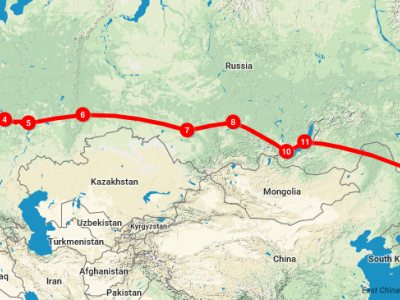 Russia
4
5
6
7
8
10
11
Kazakhstan
Mongolia
Uzbekistan
Kyrgyzstan
Turkmenistan
China
South K
Afghanistan
aq
Iran
Pakistan
East China